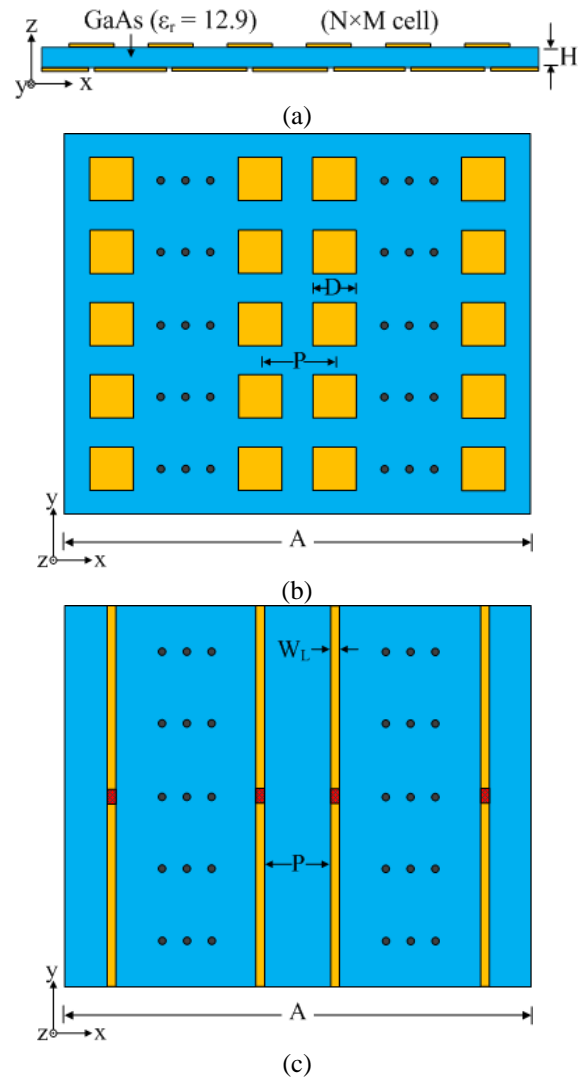 z
GaAs (εr = 12.9) (N×M cell)
H
y x
(a)
D
P
y
z x
A
(b)
WL
P
y
z x
A
(c)